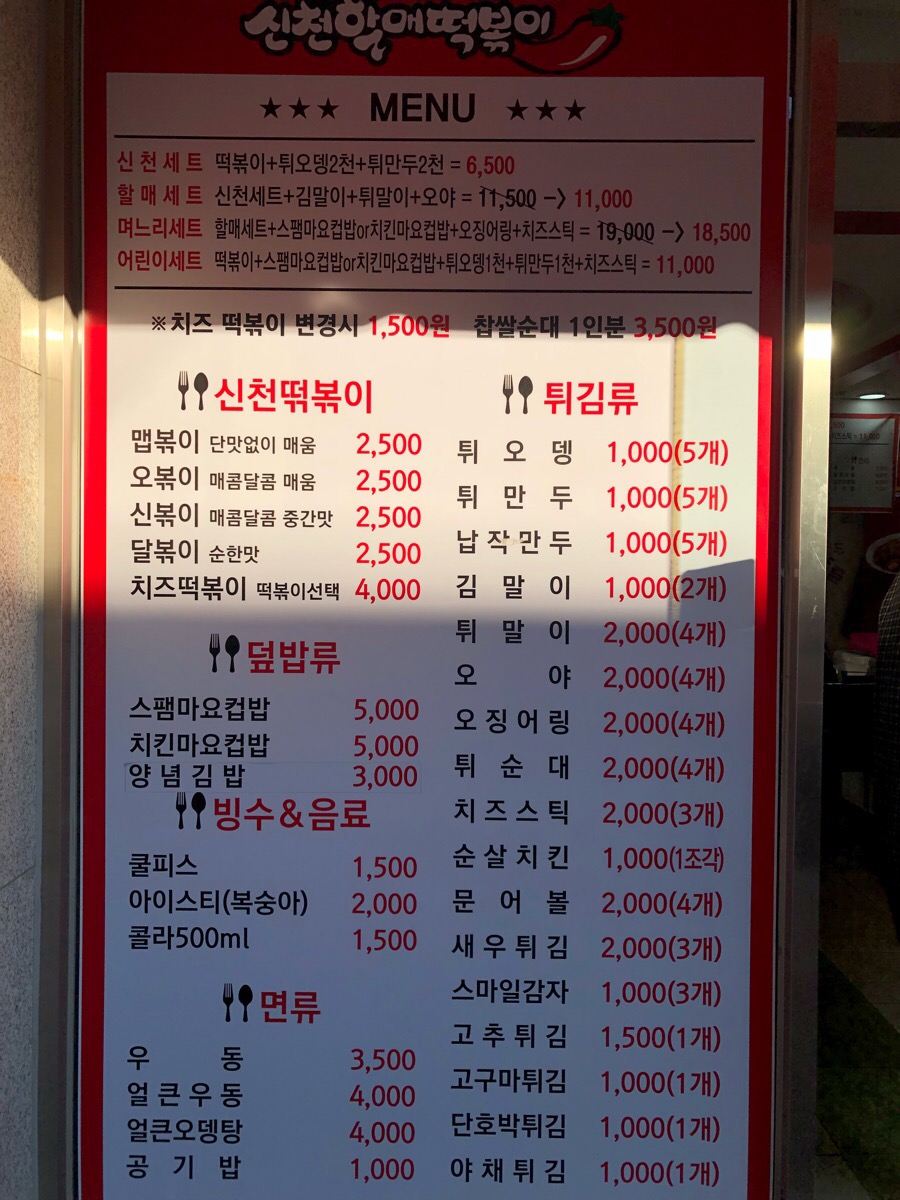 신천할매떡볶이
★★★ MENU ★★★
신천세트 떡볶이+튀오뎅2천+튀만두2천 = 6,500
할매세트 신천세트+김말이+튀말이+오야 = 11,500 -> 11,000
며느리세트 할매세트+스팸마요컵밥or치킨마요컵밥+오징어링+치즈스틱 = 19,000 -> 18,500
어린이세트 떡볶이+스팸마요컵밥or치킨마요컵밥+튀오뎅1천+튀만두1천+치즈스틱 = 11,000
※치즈 떡볶이 변경시 1,500원 찹쌀순대 1인분 3,500원
신천떡볶이
맵볶이 단맛없이 매움 2,500
오볶이 매콤달콤 매움 2,500
신볶이 매콤달콤 중간맛 2,500
달볶이 순한맛 2,500
치즈떡볶이 떡볶이선택 4,000
덮밥류
스팸마요컵밥 5,000
치킨마요컵밥 5,000
양념김밥 3,000
빙수&음료
쿨피스 1,500
아이스티(복숭아) 2,000
콜라500ml 1,500
면류
우동 3,500
얼큰우동 4,000
얼큰오뎅탕 4,000
공기밥 1,000
튀김류
튀오뎅 1,000(5개)
튀만두 1,000(5개)
납작만두 1,000(5개)
김말이 1,000(2개)
튀말이 2,000(4개)
오야 2,000(4개)
오징어링 2,000(4개)
튀순대 2,000(4개)
치즈스틱 2,000(3개)
순살치킨 1,000(1조각)
문어볼 2,000(4개)
새우튀김 2,000(3개)
스마일감자 1,000(3개)
고추튀김 1,500(1개)
고구마튀김 1,000(1개)
단호박튀김 1,000(1개)
야채튀김 1,000(1개)